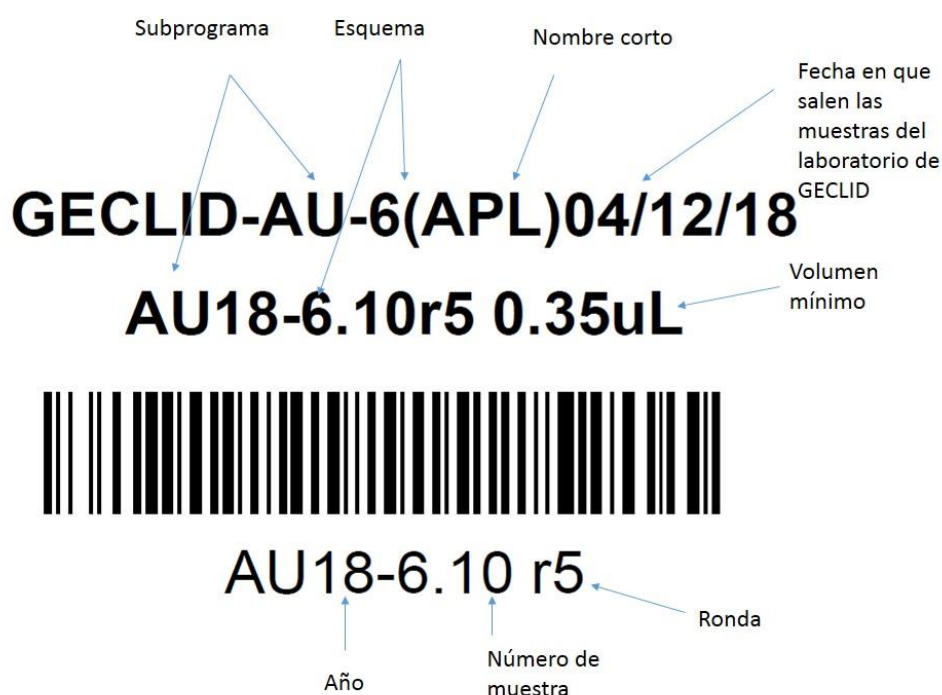 Subprograma
Esquema
Nombre corto
Fecha en que
salen las
muestras del
laboratorio de
GECLID
GECLID-AU-6(APL)04/12/18
Volumen
mínimo
AU18-6.10r5 0.35uL
AU18-6.10 r5
Ronda
Año
Número de
muestra